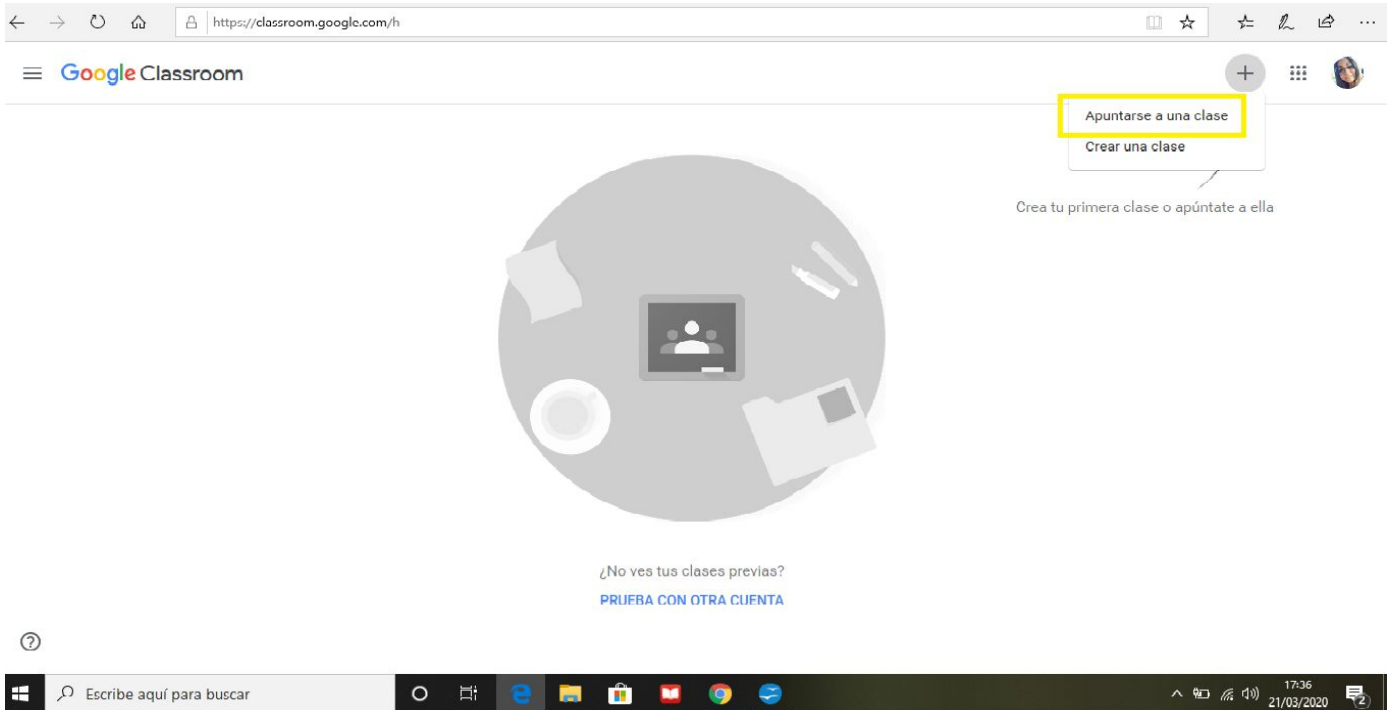 https://classroom.google.com/h
Google Classroom
Apuntarse a una clase
Crear una clase
Crea tu primera clase o apúntate a ella
¿No ves tus clases previas?
PRUEBA CON OTRA CUENTA
Escribe aquí para buscar
17:36
21/03/2020
2